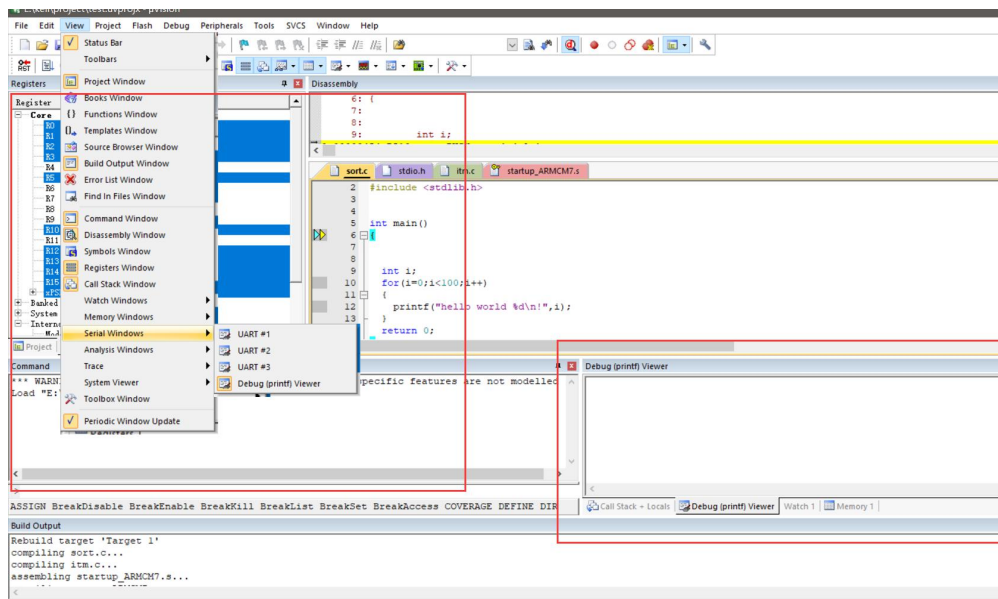 File Edit View Project Flash Debug Peripherals Tools SVCS Window Help
Status Bar
Toolbars
Project Window
Books Window
Functions Window
Templates Window
Source Browser Window
Build Output Window
Error List Window
Find In Files Window
Command Window
Disassembly Window
Symbols Window
Registers Window
Call Stack Window
Watch Windows
Memory Windows
Serial Windows
Analysis Windows
Trace
System Viewer
Toolbox Window
Periodic Window Update
UART #1
UART #2
UART #3
Debug (printf) Viewer
Registers
Register
Core
R0
R1
R2
R3
R4
R5
R6
R7
R8
R9
R10
R11
R12
R13
R14
R15
xPS
Banked
System
Project
Disassembly
6: {
7:
8:
9: int i;
sort.c stdio.h itm.c startup_ARMCM7.s
2 #include <stdlib.h>
3
4
5 int main()
6 {
7
8
9 int i;
10 for(i=0;i<100;i++)
11 {
12 printf("hello world %d\n!",i);
13 }
return 0;
Command
*** WARN
pecific features are not modelled
Load "E:
ASSIGN BreakDisable BreakEnable BreakKill BreakList BreakSet BreakAccess COVERAGE DEFINE DIR
Debug (printf) Viewer
Call Stack + Locals Debug (printf) Viewer Watch 1 Memory 1
Build Output
Rebuild target 'Target 1'
compiling sort.c...
compiling itm.c...
assembling startup_ARMCM7.s...